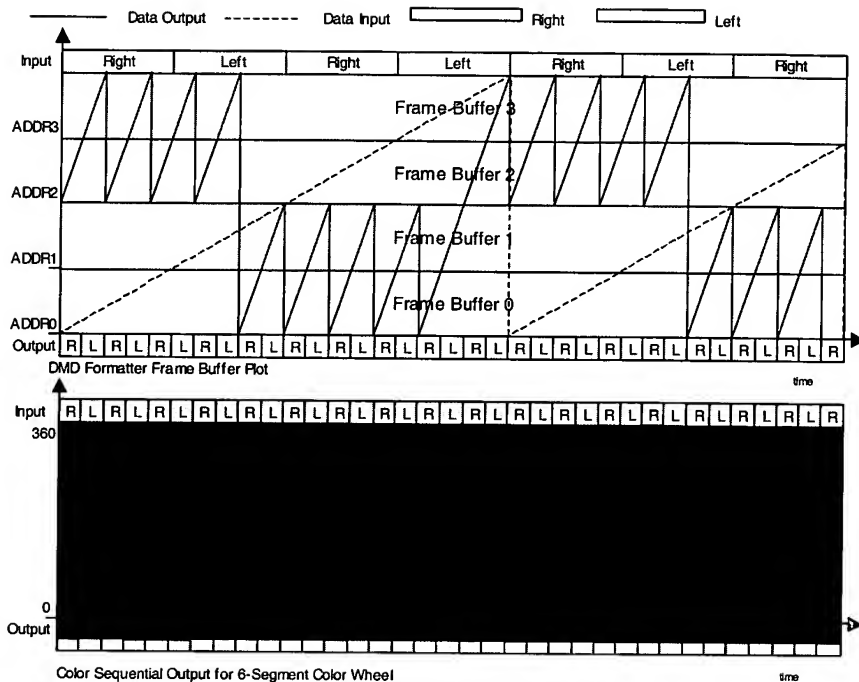 Data Output Data Input Right Left
Input Right Left Right Left Right Left Right
Frame Buffer 3
ADDR3
Frame Buffer 2
ADDR2
Frame Buffer 1
ADDR1
Frame Buffer 0
ADDR0
Output R L R L R L R L R L R L R L R L R L R L R L R L R L R L R L R L R L R
DMD Formatter Frame Buffer Plot time
Input R L R L R L R L R L R L R L R L R L R L R L R L R L R L R L R L R L R
360
0
Output
Color Sequential Output for 6-Segment Color Wheel time